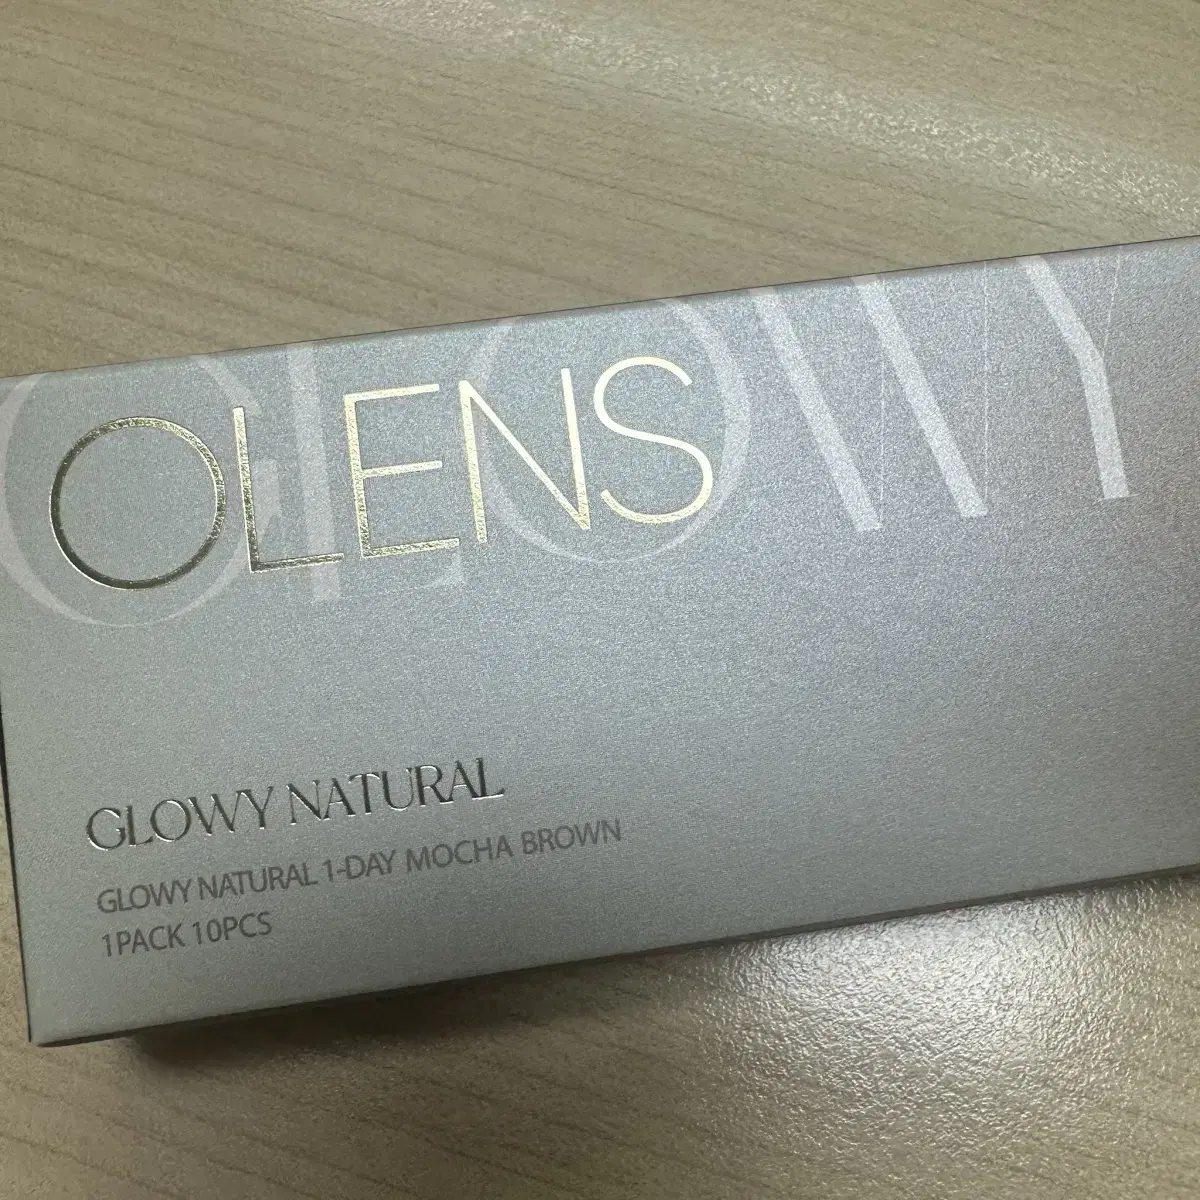 GLOWY
OLENS
GLOWY NATURAL
GLOWY NATURAL 1-DAY MOCHA BROWN
1PACK 10PCS